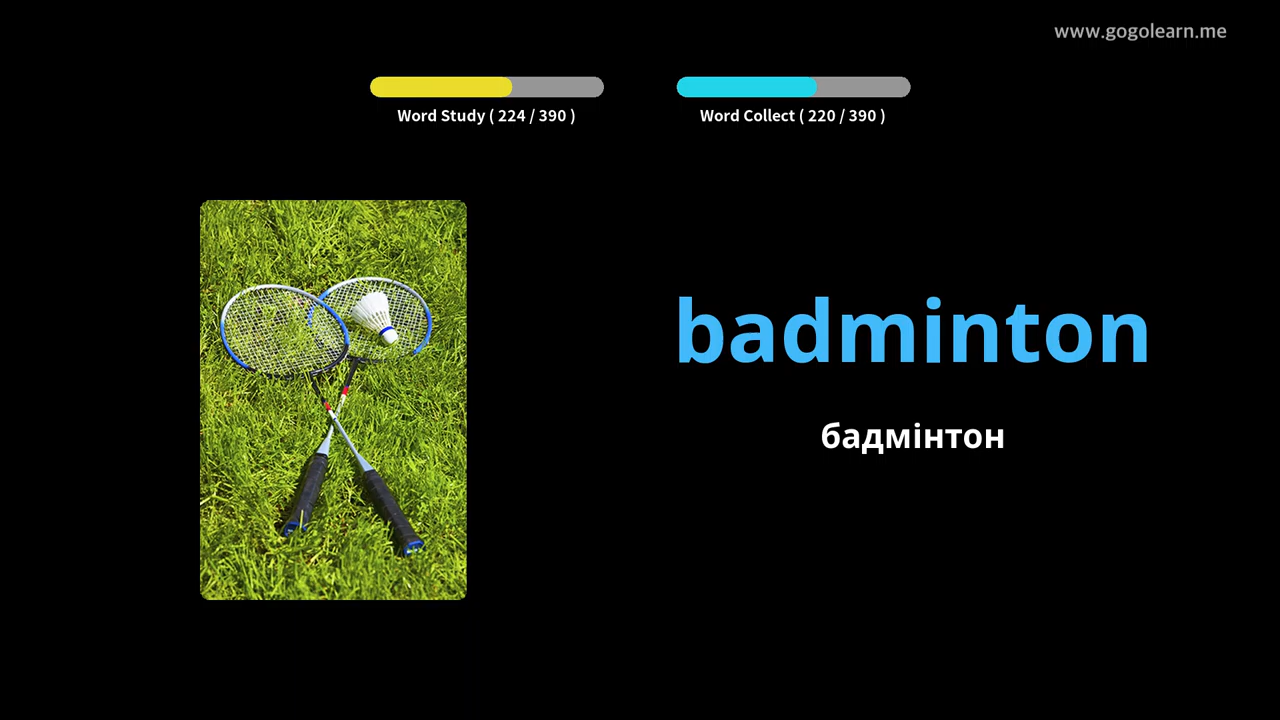 www.gogolearn.me
Word Study ( 224 / 390 )
Word Collect ( 220 / 390 )
badminton
бадмінтон